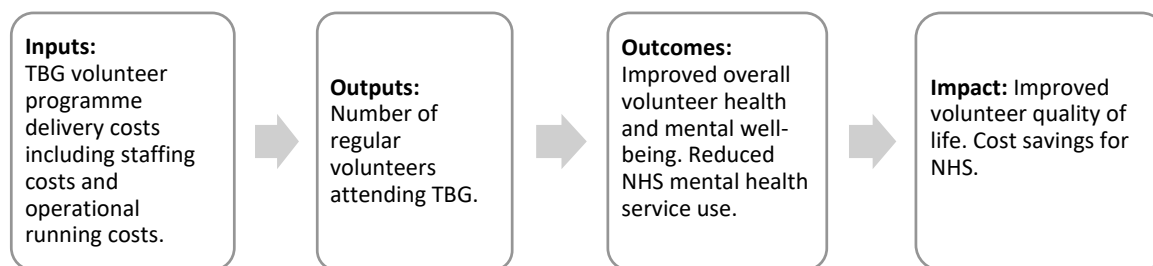 Inputs:
TBG volunteer
programme
delivery costs
including staffing
costs and
operational
running costs.
Outputs:
Number of
regular
volunteers
attending TBG.
Outcomes:
Improved overall
volunteer health
and mental well-
being. Reduced
NHS mental health
service use.
Impact: Improved
volunteer quality of
life. Cost savings for
NHS.